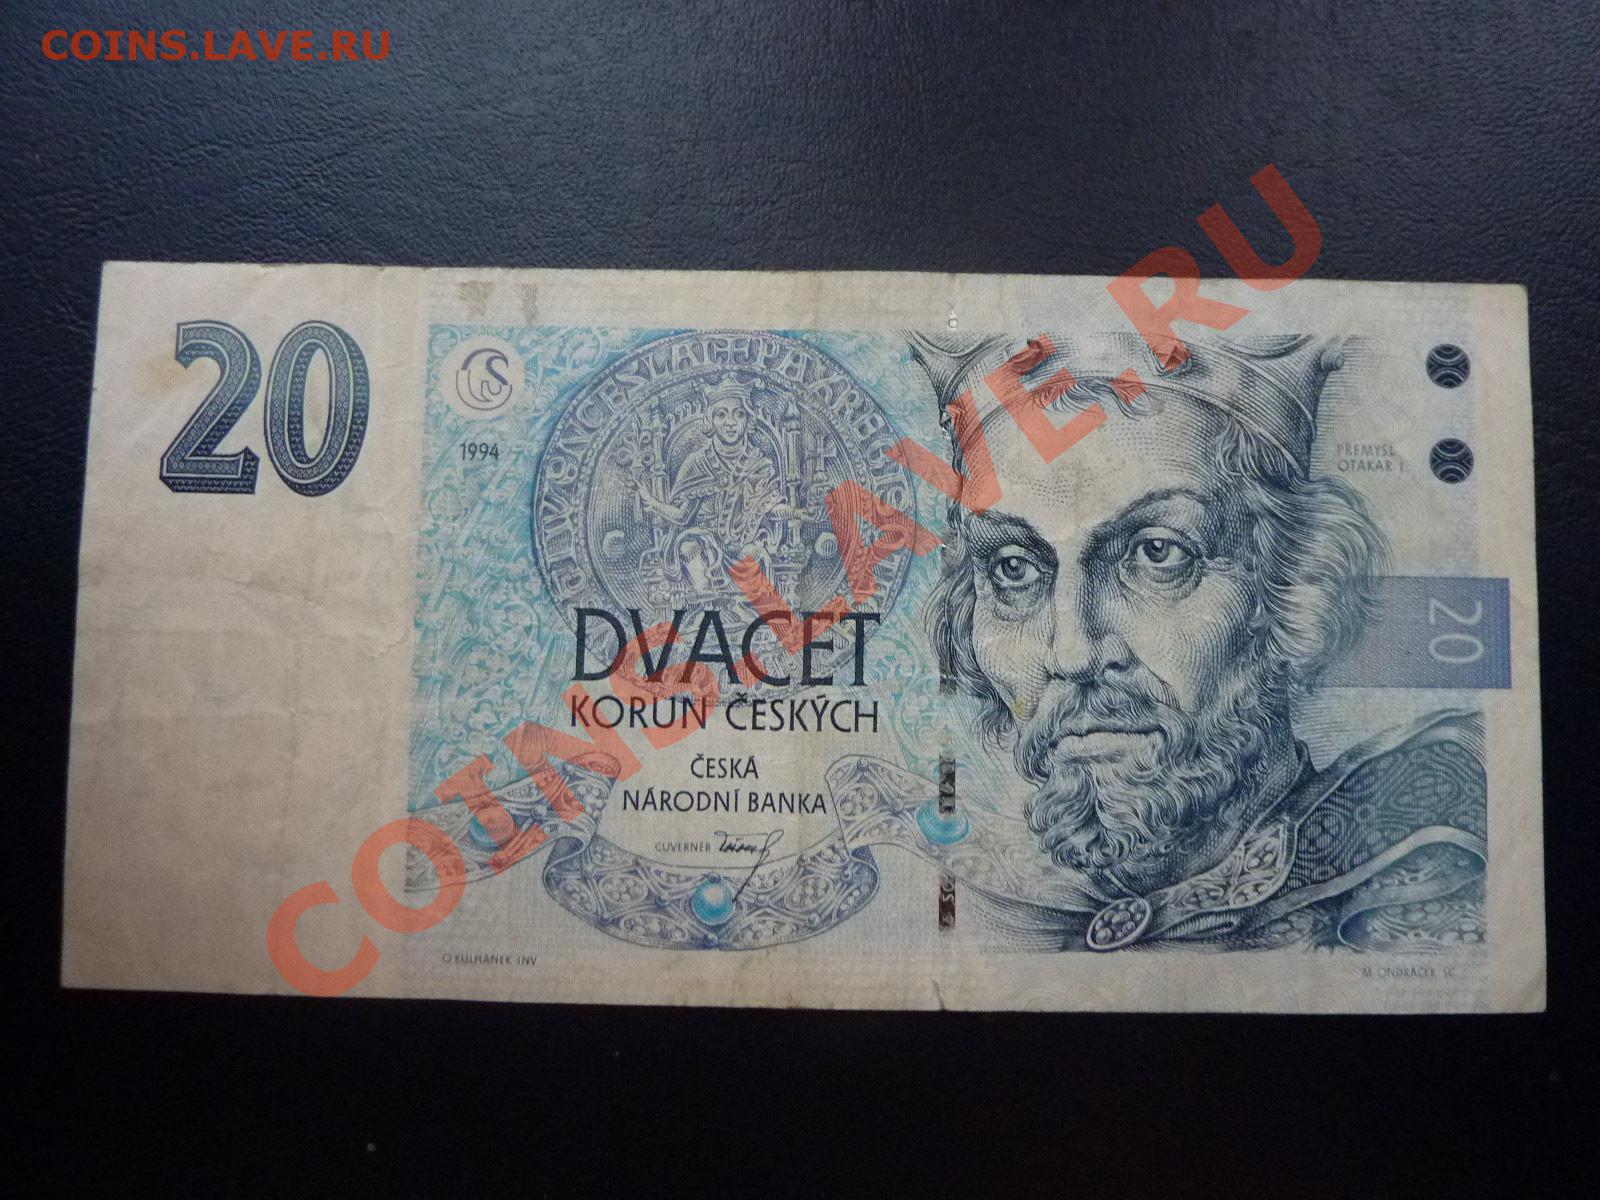 COINS.LAVE.RU
20
1994
PŘEMYSL
OTAKAR I.
DVACET
KORUN ČESKÝCH
ČESKÁ
NÁRODNÍ BANKA
GUVERNÉR
20
O. KULHÁNEK INV.
M. ONDRÁČEK SC.
COINS.LAVE.RU